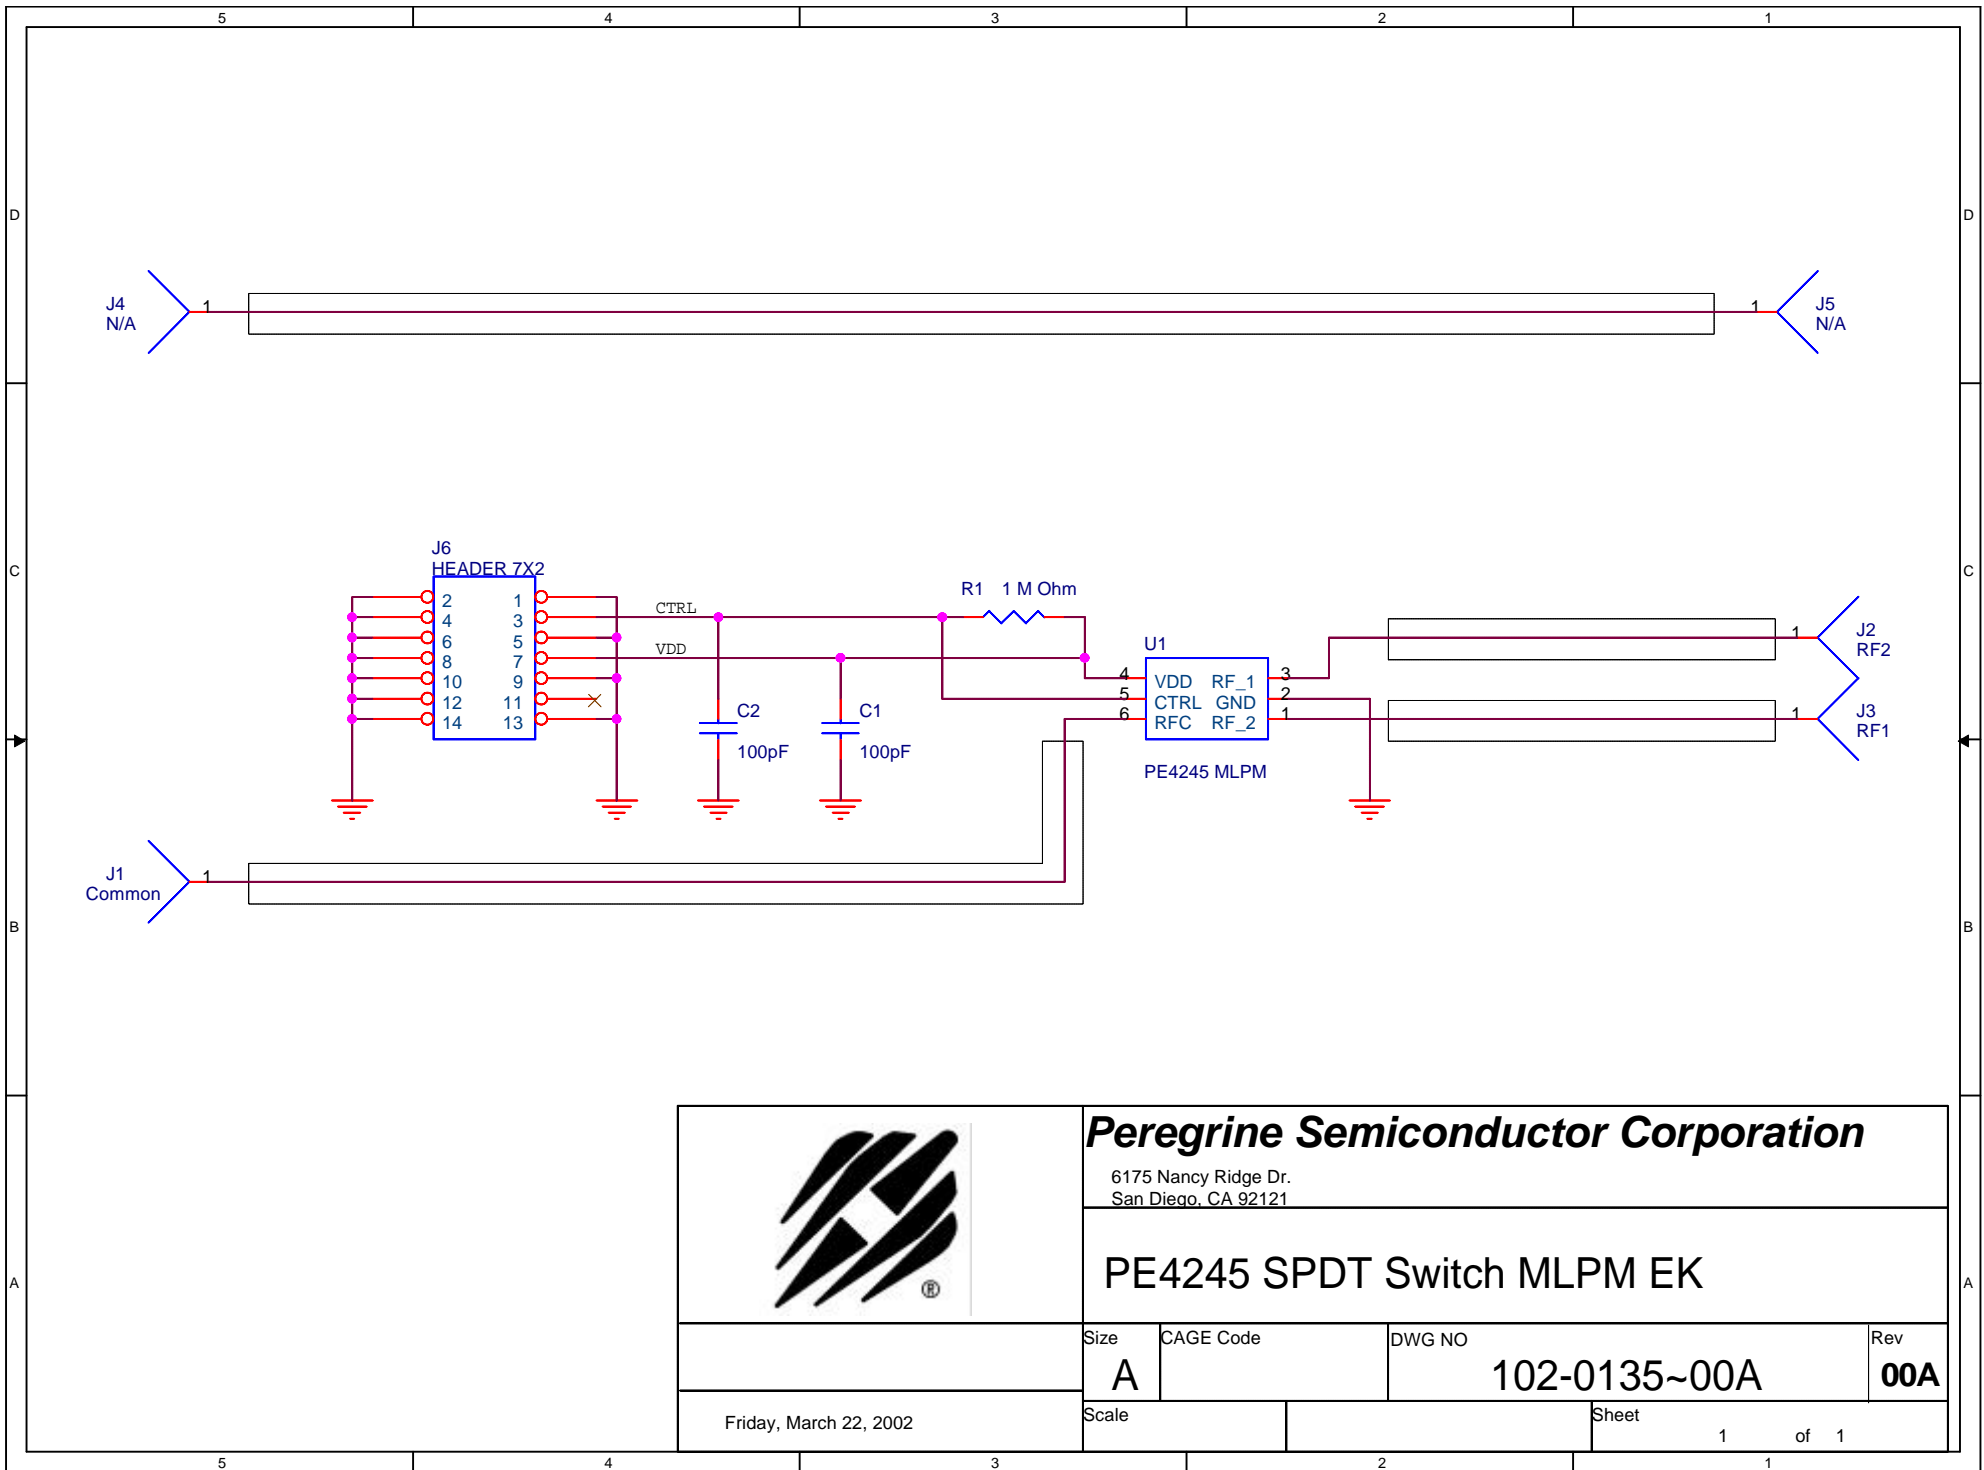 5 4 3 2 1
D D
J4
N/A
1
1
J5
N/A
C C
J6
HEADER 7X2
2 1
4 3
6 5
8 7
10 9
12 11
14 13
CTRL
VDD
R1 1 M Ohm
C2
100pF
C1
100pF
U1
4 VDD RF_1 3
5 CTRL GND 2
6 RFC RF_2 1
PE4245 MLPM
1
J2
RF2
1
J3
RF1
J1
Common
1
B B
Peregrine Semiconductor Corporation
6175 Nancy Ridge Dr.
San Diego, CA 92121
PE4245 SPDT Switch MLPM EK
®
A A
Size
A
CAGE Code
DWG NO
102-0135~00A
Rev
00A
Friday, March 22, 2002
Scale
Sheet
1 of 1
5 4 3 2 1